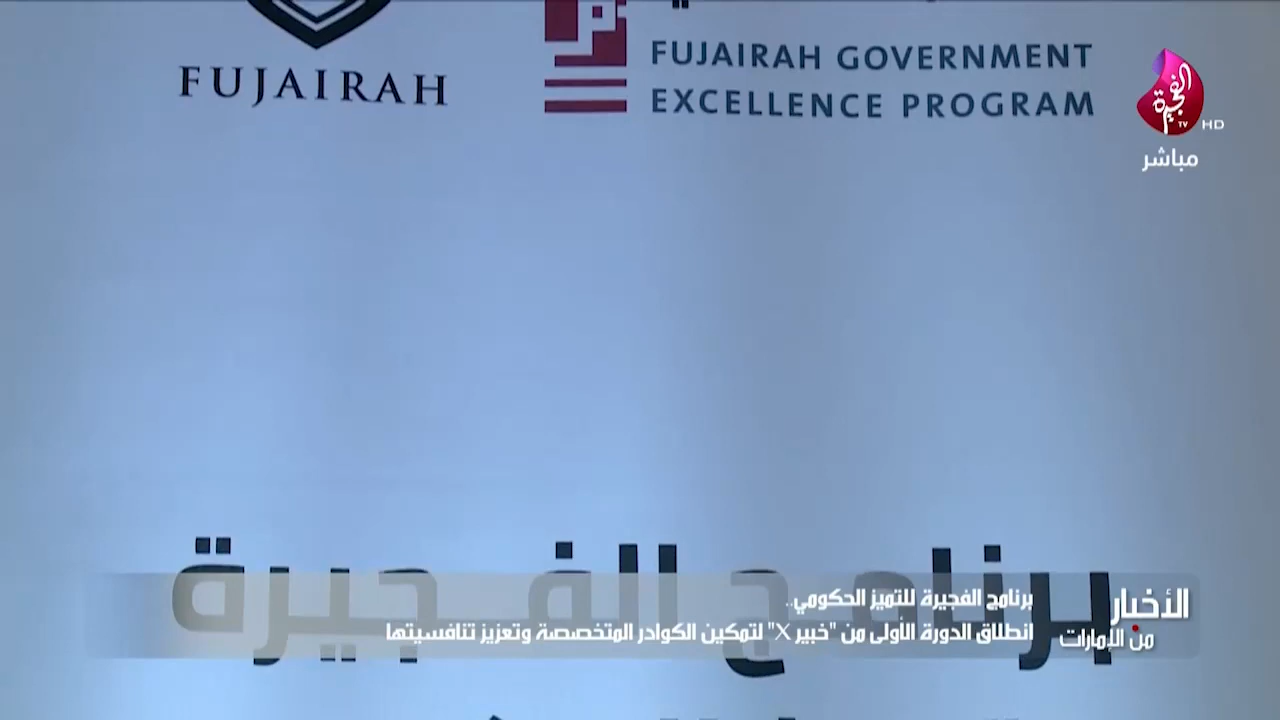 FUJAIRAH
FUJAIRAH GOVERNMENT
EXCELLENCE PROGRAM
الفجيرة
TV HD
مباشر
برنامج الفجيرة
برنامج الفجيرة للتميز الحكومي..
انطلاق الدورة الأولى من "خبير X" لتمكين الكوادر المتخصصة وتعزيز تنافسيتها
الأخبار
من الإمارات